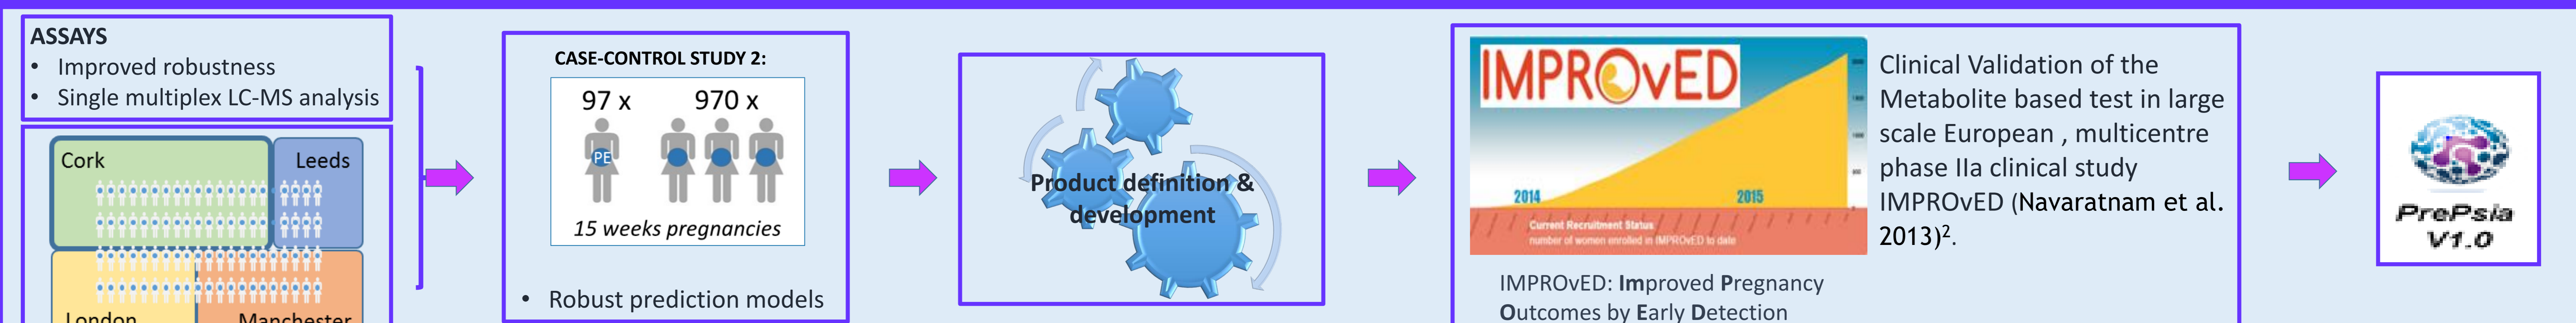 ASSAYS
• Improved robustness
• Single multiplex LC-MS analysis
Cork
Leeds
London
Manchester
CASE-CONTROL STUDY 2:
97 x 970 x
PE
15 weeks pregnancies
• Robust prediction models
Product definition &
development
IMPROvED
2014
2015
Current Recruitment Status
number of women enrolled in IMPROvED to date
IMPROvED: Improved Pregnancy
Outcomes by Early Detection
Clinical Validation of the
Metabolite based test in large
scale European , multicentre
phase IIa clinical study
IMPROvED (Navaratnam et al.
2013)².
PrePsia
V1.0